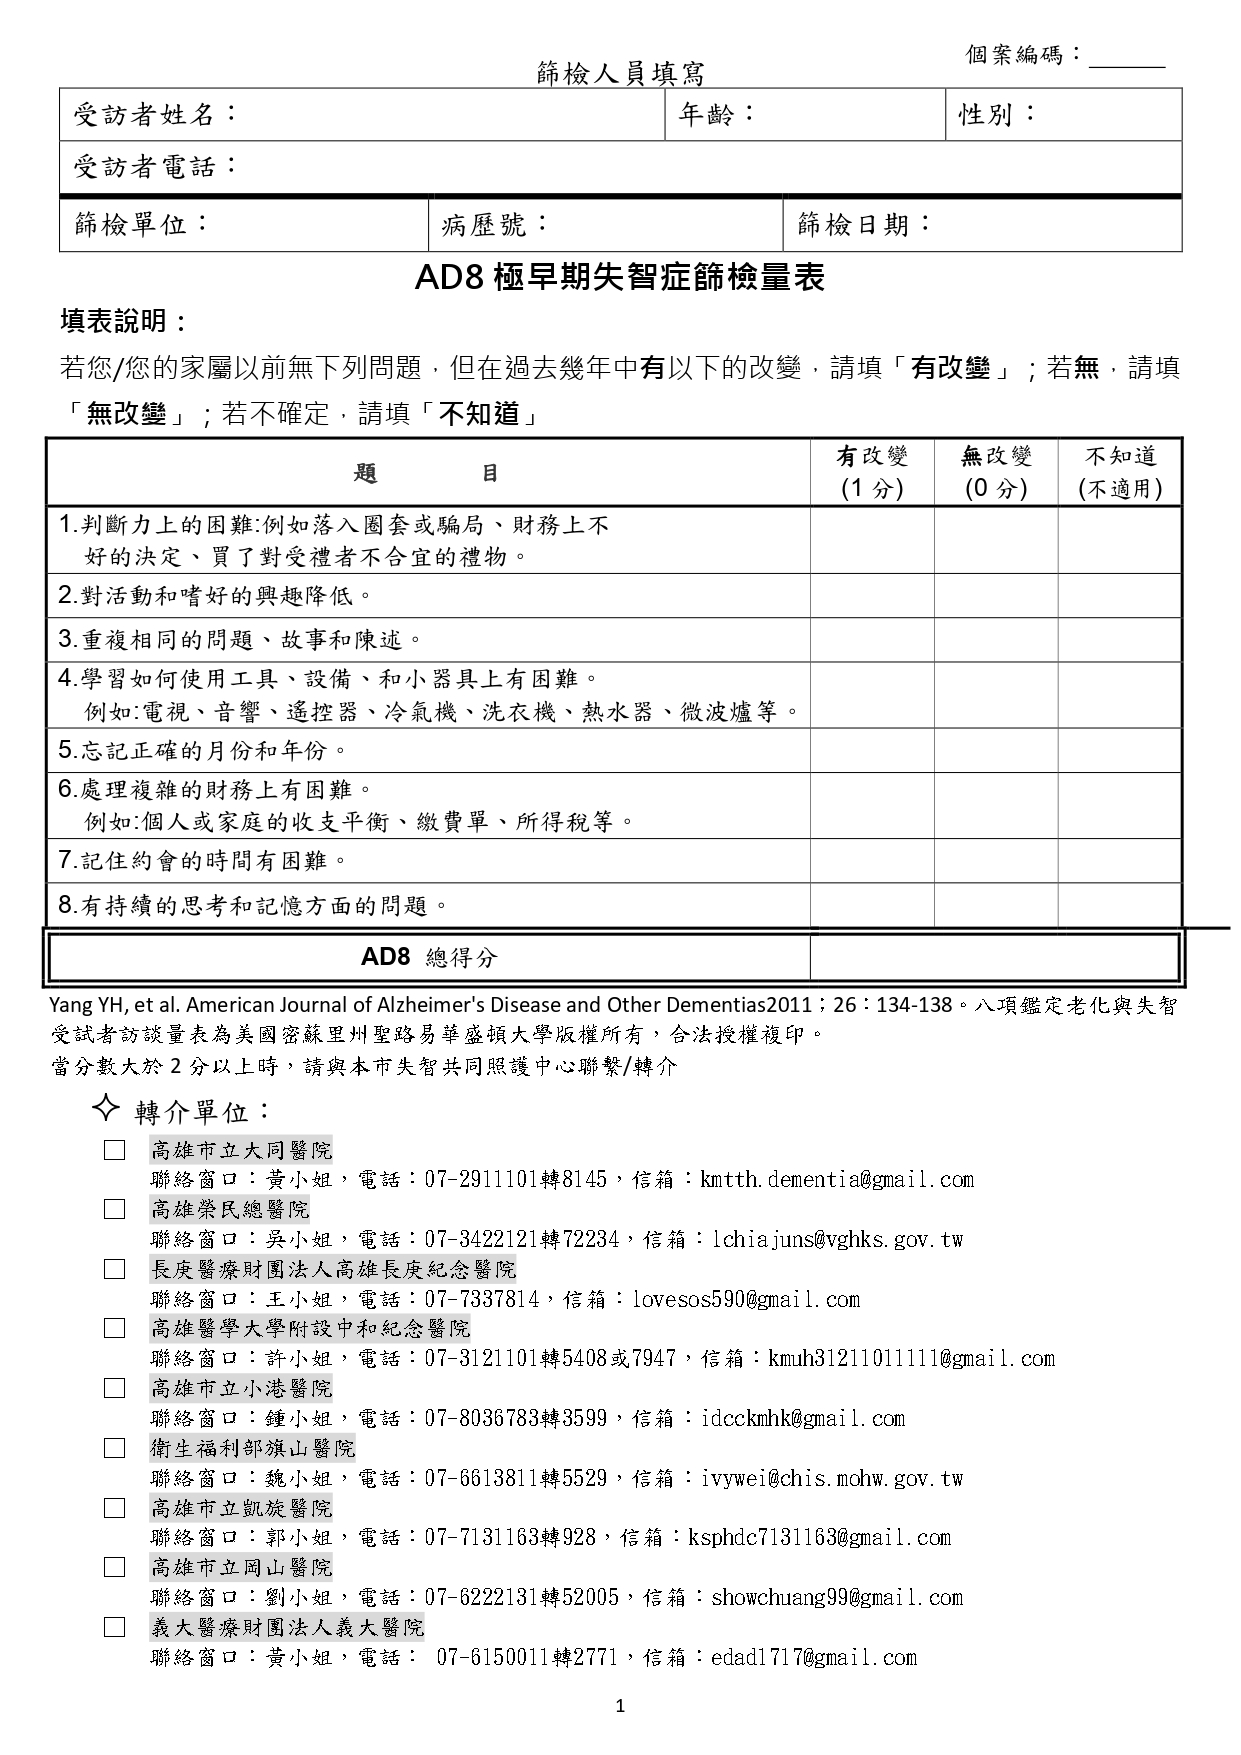 個案編碼：______
篩檢人員填寫
受訪者姓名： 年齡： 性別：
受訪者電話：
篩檢單位： 病歷號： 篩檢日期：
AD8 極早期失智症篩檢量表
填表說明：
若您/您的家屬以前無下列問題，但在過去幾年中有以下的改變，請填「有改變」；若無，請填
「無改變」；若不確定，請填「不知道」
題 目 有改變 無改變 不知道
(1 分) (0 分) (不適用)
1.判斷力上的困難:例如落入圈套或騙局、財務上不
好的決定、買了對受禮者不合宜的禮物。
2.對活動和嗜好的興趣降低。
3.重複相同的問題、故事和陳述。
4.學習如何使用工具、設備、和小器具上有困難。
例如:電視、音響、遙控器、冷氣機、洗衣機、熱水器、微波爐等。
5.忘記正確的月份和年份。
6.處理複雜的財務上有困難。
例如:個人或家庭的收支平衡、繳費單、所得稅等。
7.記住約會的時間有困難。
8.有持續的思考和記憶方面的問題。
AD8 總得分
Yang YH, et al. American Journal of Alzheimer's Disease and Other Dementias2011；26：134-138。八項鑑定老化與失智
受試者訪談量表為美國密蘇里州聖路易華盛頓大學版權所有，合法授權複印。
當分數大於 2 分以上時，請與本市失智共同照護中心聯繫/轉介
✧ 轉介單位：
□ 高雄市立大同醫院
聯絡窗口：黃小姐，電話：07-2911101轉8145，信箱：kmtth.dementia@gmail.com
□ 高雄榮民總醫院
聯絡窗口：吳小姐，電話：07-3422121轉72234，信箱：lchiajuns@vghks.gov.tw
□ 長庚醫療財團法人高雄長庚紀念醫院
聯絡窗口：王小姐，電話：07-7337814，信箱：lovesos590@gmail.com
□ 高雄醫學大學附設中和紀念醫院
聯絡窗口：許小姐，電話：07-3121101轉5408或7947，信箱：kmuh31211011111@gmail.com
□ 高雄市立小港醫院
聯絡窗口：鍾小姐，電話：07-8036783轉3599，信箱：idcckmhk@gmail.com
□ 衛生福利部旗山醫院
聯絡窗口：魏小姐，電話：07-6613811轉5529，信箱：ivywei@chis.mohw.gov.tw
□ 高雄市立凱旋醫院
聯絡窗口：郭小姐，電話：07-7131163轉928，信箱：ksphdc7131163@gmail.com
□ 高雄市立岡山醫院
聯絡窗口：劉小姐，電話：07-6222131轉52005，信箱：showchuang99@gmail.com
□ 義大醫療財團法人義大醫院
聯絡窗口：黃小姐，電話： 07-6150011轉2771，信箱：edad1717@gmail.com
1